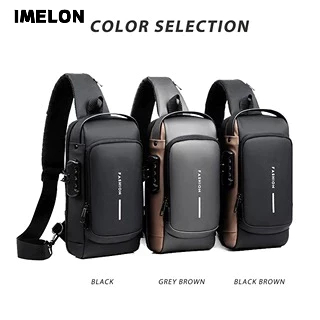 IMELON
COLOR SELECTION
FASHION
FASHION
FASHION
BLACK
GREY BROWN
BLACK BROWN